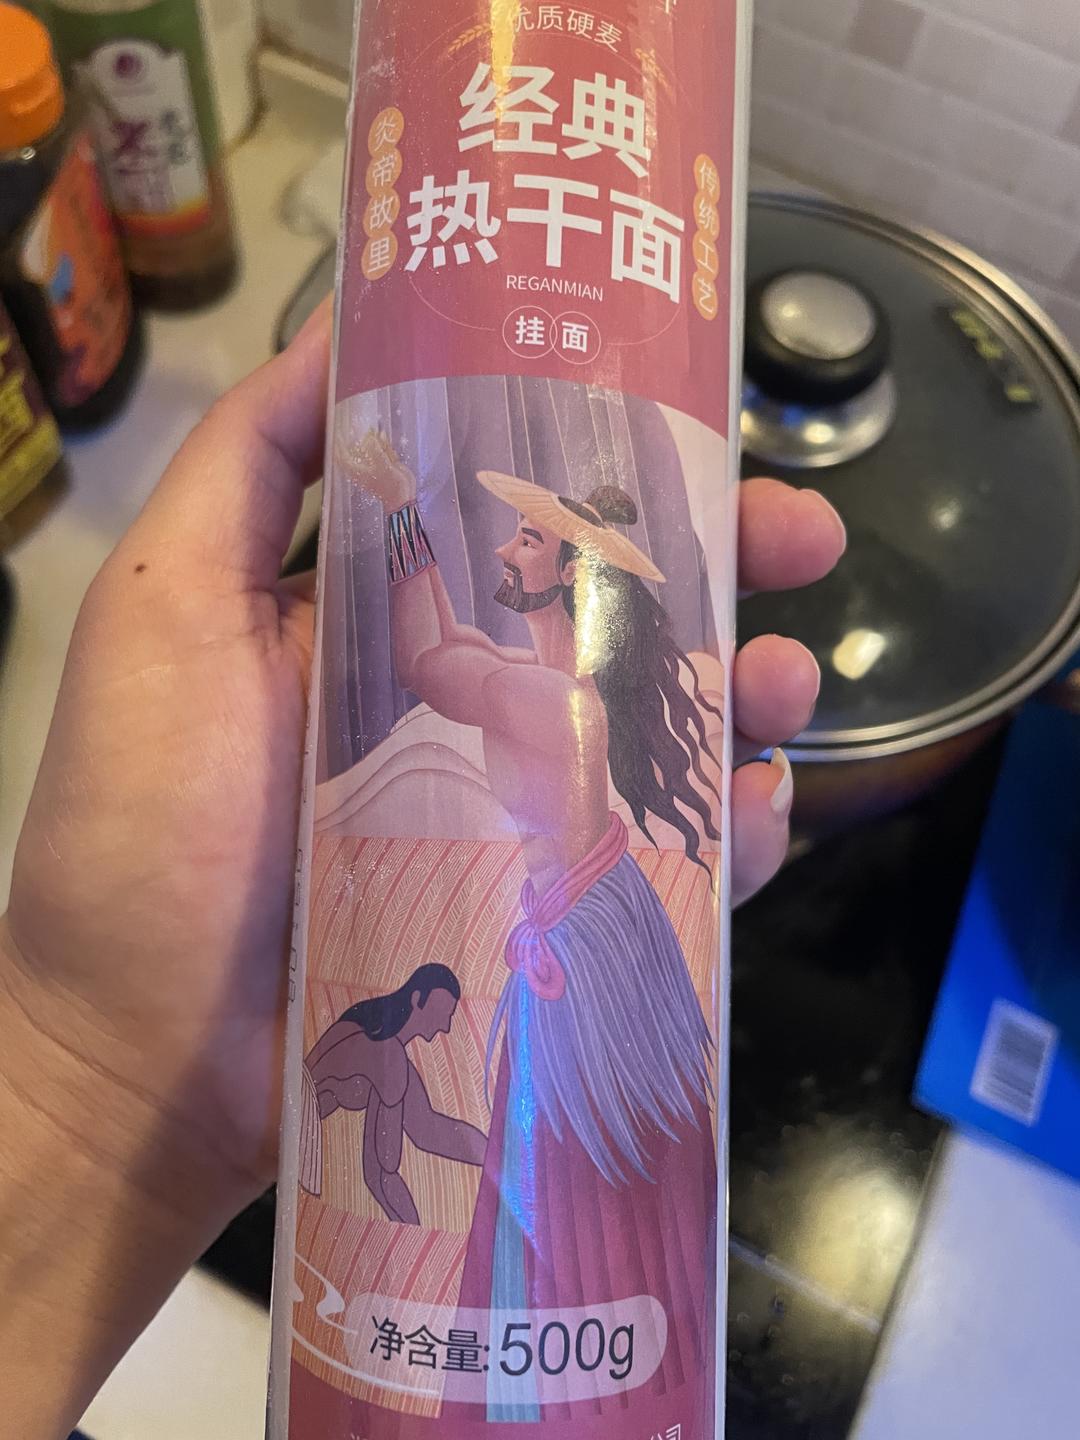 优质硬麦
经典
热干面
炎帝故里
传统工艺
REGANMIAN
挂面
净含量:500g